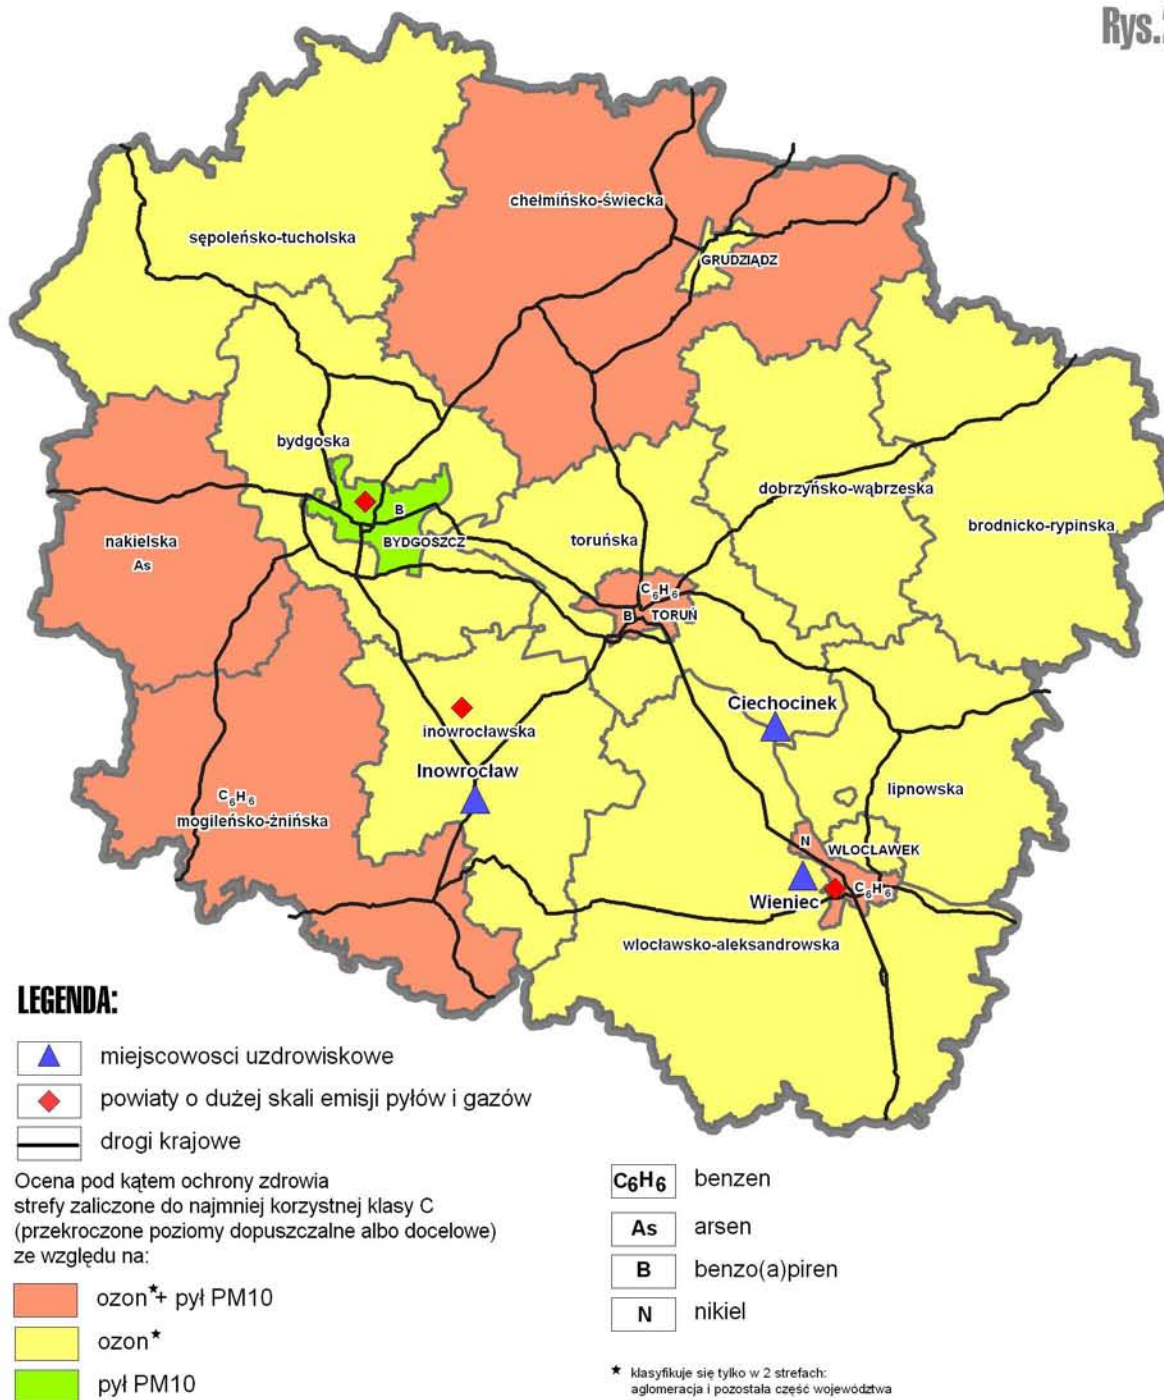 Rys.
chełmińsko-świecka
sępoleńsko-tucholska
GRUDZIĄDZ
bydgoska
dobrzyńsko-wąbrzeska
B
brodnicko-rypinska
nakielska
BYDGOSZCZ
toruńska
As
C6H6
B TORUŃ
Ciechocinek
inowrocławska
Inowrocław
lipnowska
C6H6
mogileńsko-żnińska
N WLOCLAWEK
C6H6
Wieniec
wlocławsko-aleksandrowska
LEGENDA:
miejscowosci uzdrowiskowe
powiaty o dużej skali emisji pyłów i gazów
drogi krajowe
Ocena pod kątem ochrony zdrowia
strefy zaliczone do najmniej korzystnej klasy C
(przekroczone poziomy dopuszczalne albo docelowe)
ze względu na:
ozon★+ pył PM10
ozon★
pył PM10
C6H6 benzen
As arsen
B benzo(a)piren
N nikiel
★ klasyfikuje się tylko w 2 strefach:
aglomeracja i pozostała część województwa